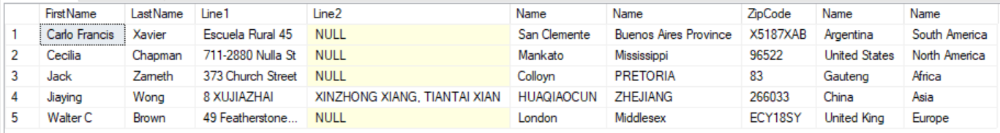 FirstName LastName Line1 Line2 Name Name ZipCode Name Name
1 Carlo Francis Xavier Escuela Rural 45 NULL San Clemente Buenos Aires Province X5187XAB Argentina South America
2 Cecilia Chapman 711-2880 Nulla St NULL Mankato Mississippi 96522 United States North America
3 Jack Zarneth 373 Church Street NULL Colloyn PRETORIA 83 Gauteng Africa
4 Jiaying Wong 8 XUJIAZHAI XINZHONG XIANG, TIANTAI XIAN HUAQIAOCUN ZHEJIANG 266033 China Asia
5 Walter C Brown 49 Featherstone... NULL London Middlesex ECY18SY United King Europe